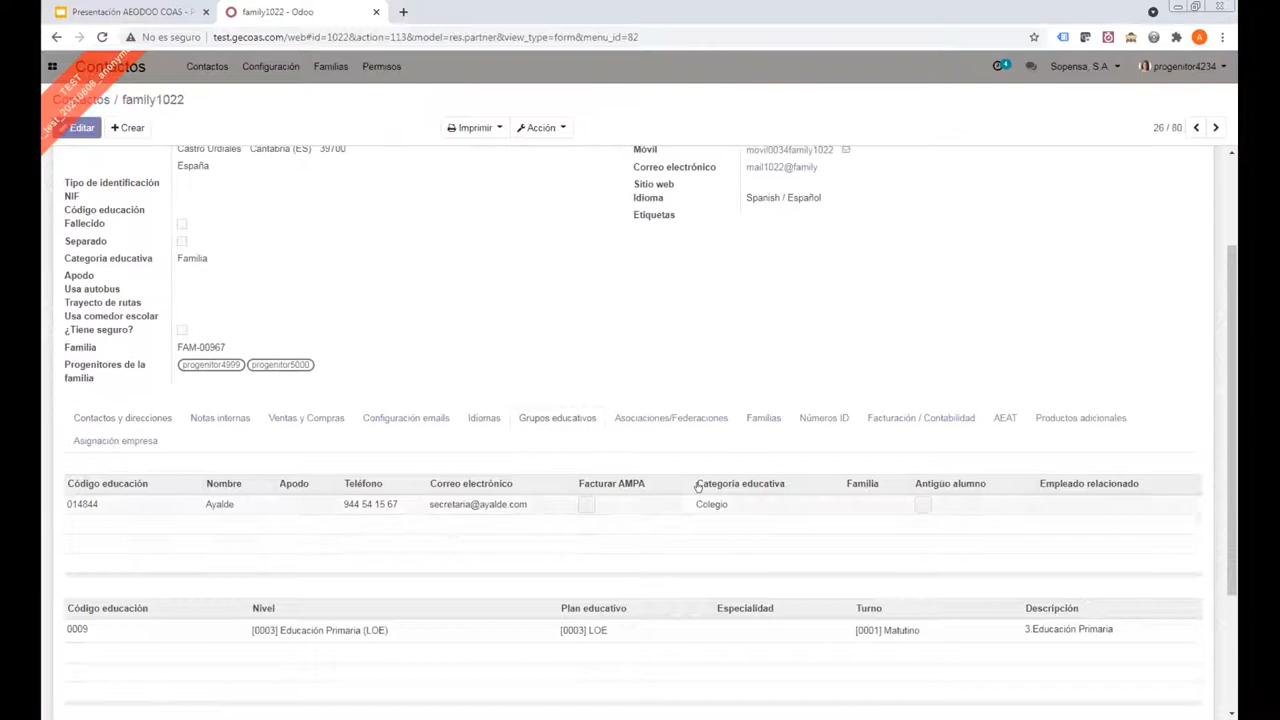 Presentación AEODOO COAS - P
family1022 - Odoo
No es seguro test.gecoas.com/web#id=1022&action=113&model=res.partner&view_type=form&menu_id=82
A
TEST
Contactos
Contactos Configuración Familias Permisos
4 Sopensa, S.A progenitor4234
Contactos / family1022
Editar Crear Imprimir Acción 26 / 80
Castro Urdiales Cantabria (ES) 39700
España
Tipo de identificación
NIF
Código educación
Fallecido
Separado
Categoría educativa Familia
Apodo
Usa autobus
Trayecto de rutas
Usa comedor escolar
¿Tiene seguro?
Familia FAM-00967
Progenitores de la familia progenitor4999 progenitor5000
Móvil movil0034family1022
Correo electrónico mail1022@family
Sitio web
Idioma Spanish / Español
Etiquetas
Contactos y direcciones Notas internas Ventas y Compras Configuración emails Idiomas Grupos educativos Asociaciones/Federaciones Familias Números ID Facturación / Contabilidad AEAT Productos adicionales
Asignación empresa
Código educación Nombre Apodo Teléfono Correo electrónico Facturar AMPA Categoría educativa Familia Antiguo alumno Empleado relacionado
014844 Ayalde 944 54 15 67 secretaria@ayalde.com Colegio
Código educación Nivel Plan educativo Especialidad Turno Descripción
0009 [0003] Educación Primaria (LOE) [0003] LOE [0001] Matutino 3.Educación Primaria